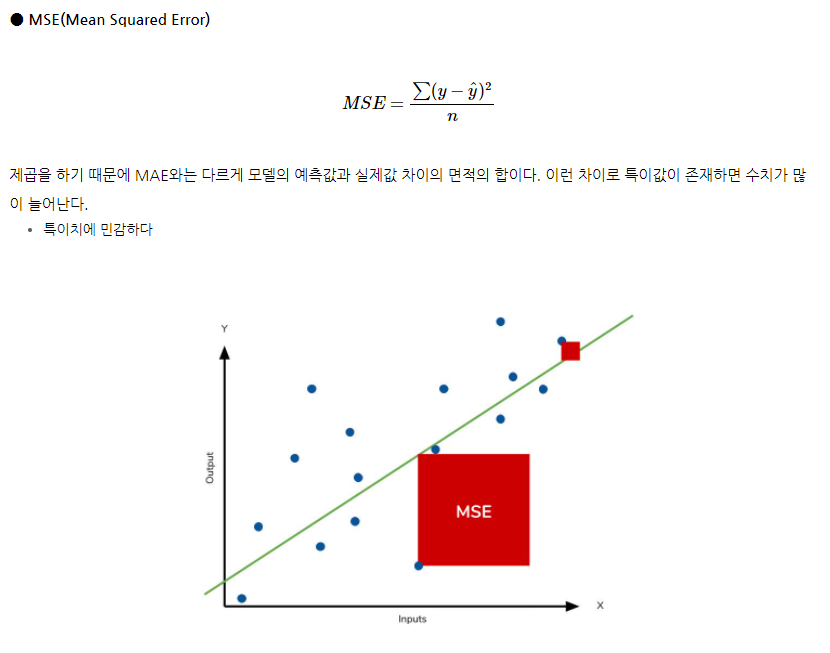 ● MSE(Mean Squared Error)
MSE = ∑(y − ŷ)² / n
제곱을 하기 때문에 MAE와는 다르게 모델의 예측값과 실제값 차이의 면적의 합이다. 이런 차이로 특이값이 존재하면 수치가 많
이 늘어난다.
• 특이치에 민감하다
Y
Output
MSE
X
Inputs